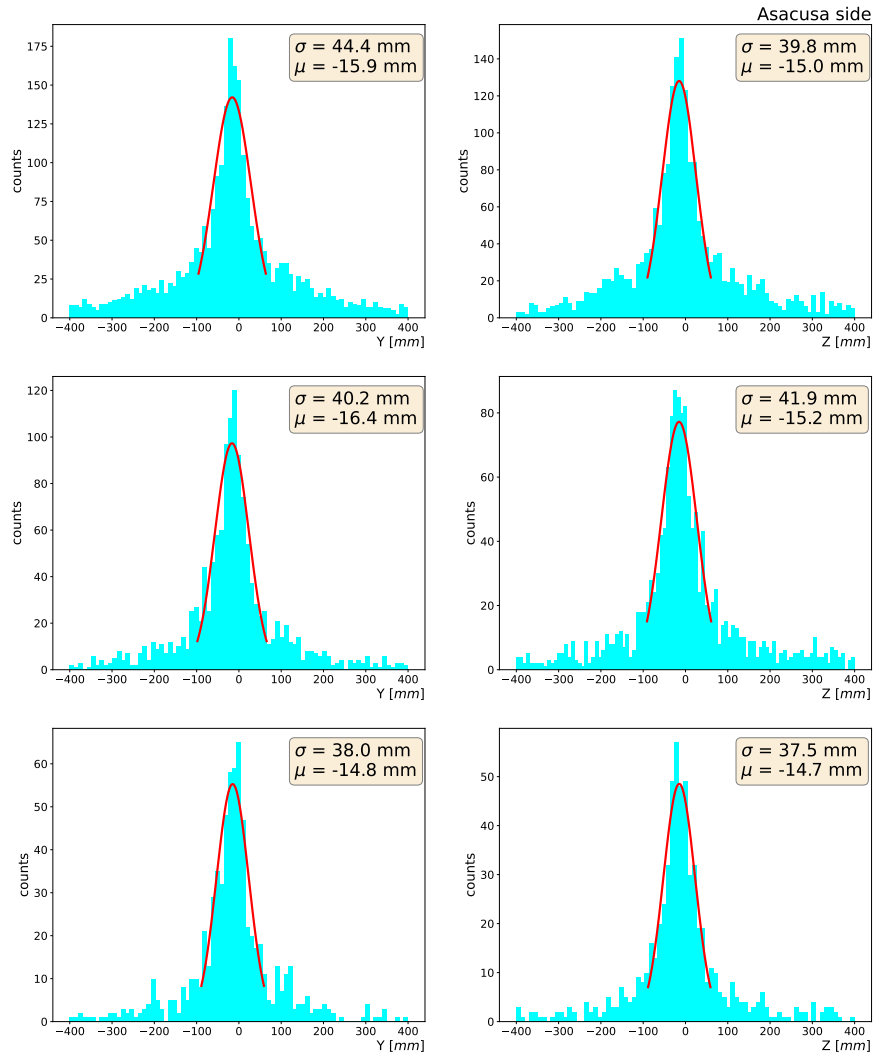 Asacusa side
σ = 44.4 mm
μ = -15.9 mm
counts
175
150
125
100
75
50
25
0
−400 −300 −200 −100 0 100 200 300 400
Y [mm]
σ = 39.8 mm
μ = -15.0 mm
counts
140
120
100
80
60
40
20
0
−400 −300 −200 −100 0 100 200 300 400
Z [mm]
σ = 40.2 mm
μ = -16.4 mm
counts
120
100
80
60
40
20
0
−400 −300 −200 −100 0 100 200 300 400
Y [mm]
σ = 41.9 mm
μ = -15.2 mm
counts
80
60
40
20
0
−400 −300 −200 −100 0 100 200 300 400
Z [mm]
σ = 38.0 mm
μ = -14.8 mm
counts
60
50
40
30
20
10
0
−400 −300 −200 −100 0 100 200 300 400
Y [mm]
σ = 37.5 mm
μ = -14.7 mm
counts
50
40
30
20
10
0
−400 −300 −200 −100 0 100 200 300 400
Z [mm]